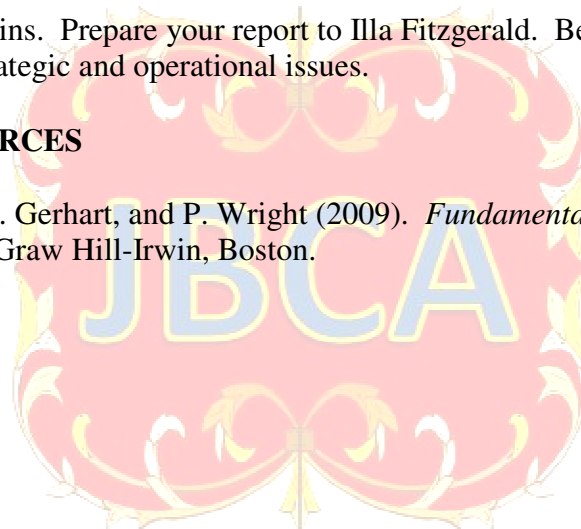 ins. Prepare your report to Illa Fitzgerald. Be
ategic and operational issues.
RCES
. Gerhart, and P. Wright (2009). Fundamenta
Graw Hill-Irwin, Boston.
JBCA